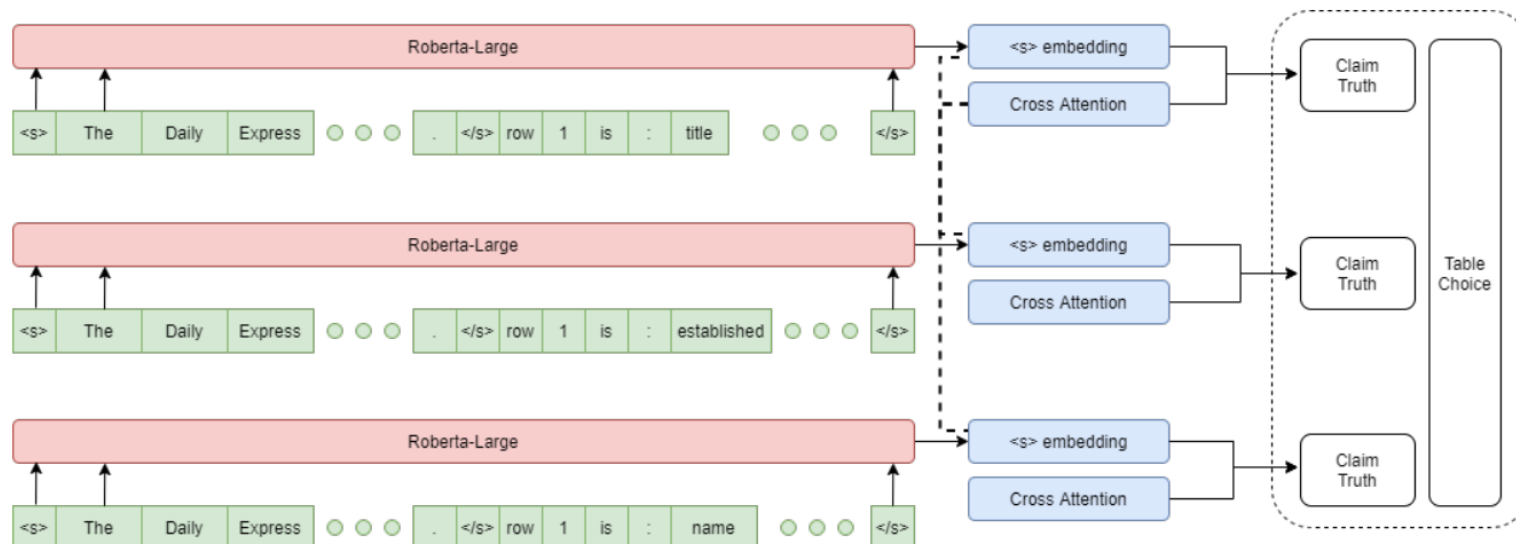 Roberta-Large
<s> embedding
Cross Attention
Claim
Truth
<s> The Daily Express . </s> row 1 is : title </s>
Roberta-Large
<s> embedding
Cross Attention
Claim
Truth
Table
Choice
<s> The Daily Express . </s> row 1 is : established </s>
Roberta-Large
<s> embedding
Cross Attention
Claim
Truth
<s> The Daily Express . </s> row 1 is : name </s>